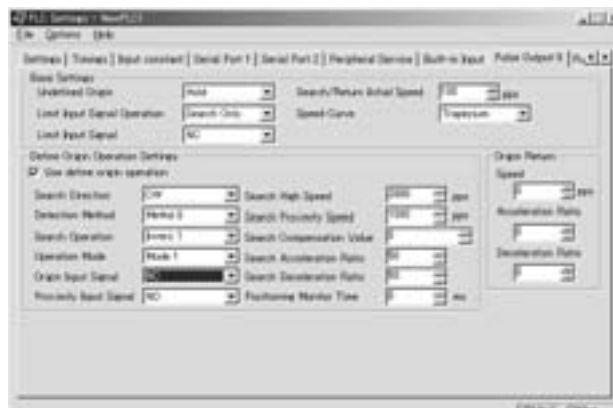 PLC Settings - NewPLC1
File Options Help
Settings | Timings | Input constant | Serial Port 1 | Serial Port 2 | Peripheral Service | Built-in Input | Pulse Output 0
Base Settings
Undefined Origin Hold Search/Return Initial Speed 100 pps
Limit Input Signal Operation Search Only Speed Curve Trapezium
Limit Input Signal NC
Define Origin Operation Settings Origin Return
Use define origin operation Speed
Search Direction CW Search High Speed 2000 pps 0 pps
Detection Method Method 0 Search Proximity Speed 1000 pps Acceleration Ratio
Search Operation Invers 1 Search Compensation Value 0 0
Operation Mode Mode 1 Search Acceleration Ratio Deceleration Ratio
Origin Input Signal NC Search Deceleration Ratio 0
Proximity Input Signal NC Positioning Monitor Time 0 ms